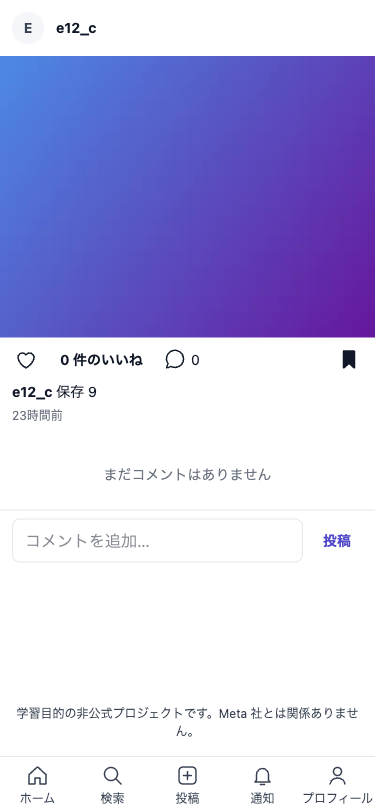 E e12_c
0 件のいいね 0
e12_c 保存 9
23時間前
まだコメントはありません
コメントを追加... 投稿
学習目的の非公式プロジェクトです。Meta 社とは関係ありませ
ん。
ホーム 検索 投稿 通知 プロフィール